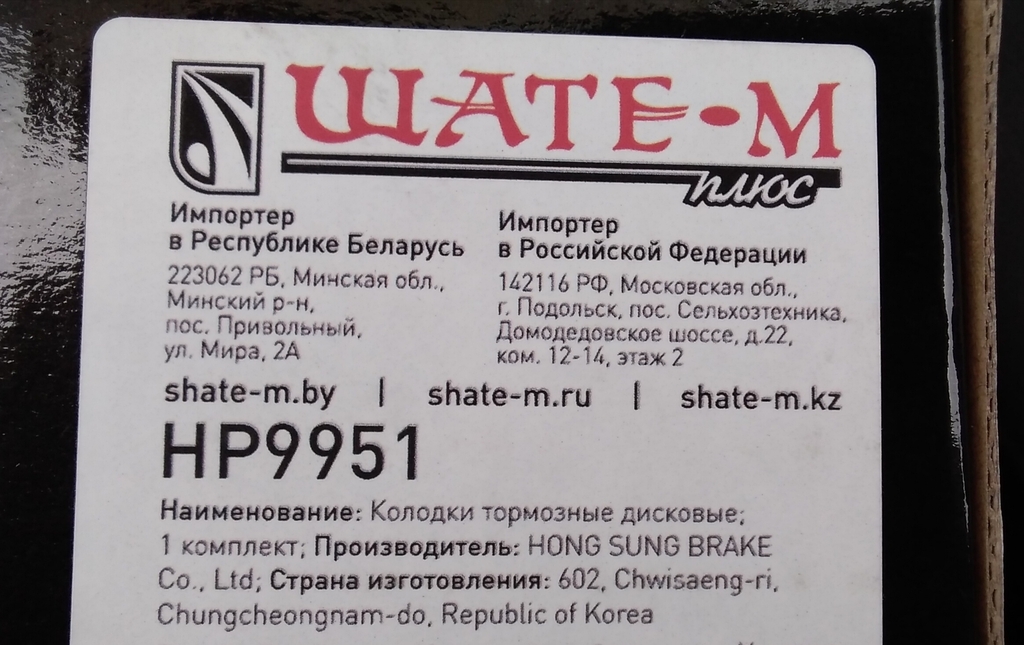 ШАТЕ-М
плюс
Импортер
в Республике Беларусь
223062 РБ, Минская обл.,
Минский р-н,
пос. Привольный,
ул. Мира, 2А
Импортер
в Российской Федерации
142116 РФ, Московская обл.,
г. Подольск, пос. Сельхозтехника,
Домодедовское шоссе, д.22,
ком. 12-14, этаж 2
shate-m.by | shate-m.ru | shate-m.kz
HP9951
Наименование: Колодки тормозные дисковые;
1 комплект; Производитель: HONG SUNG BRAKE
Co., Ltd; Страна изготовления: 602, Chwisaeng-ri,
Chungcheongnam-do, Republic of Korea